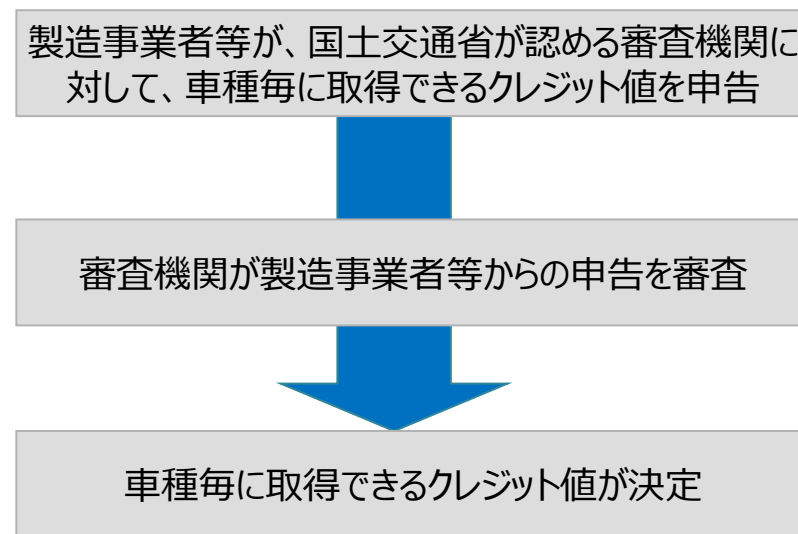 製造事業者等が、国土交通省が認める審査機関に
対して、車種毎に取得できるクレジット値を申告
審査機関が製造事業者等からの申告を審査
車種毎に取得できるクレジット値が決定